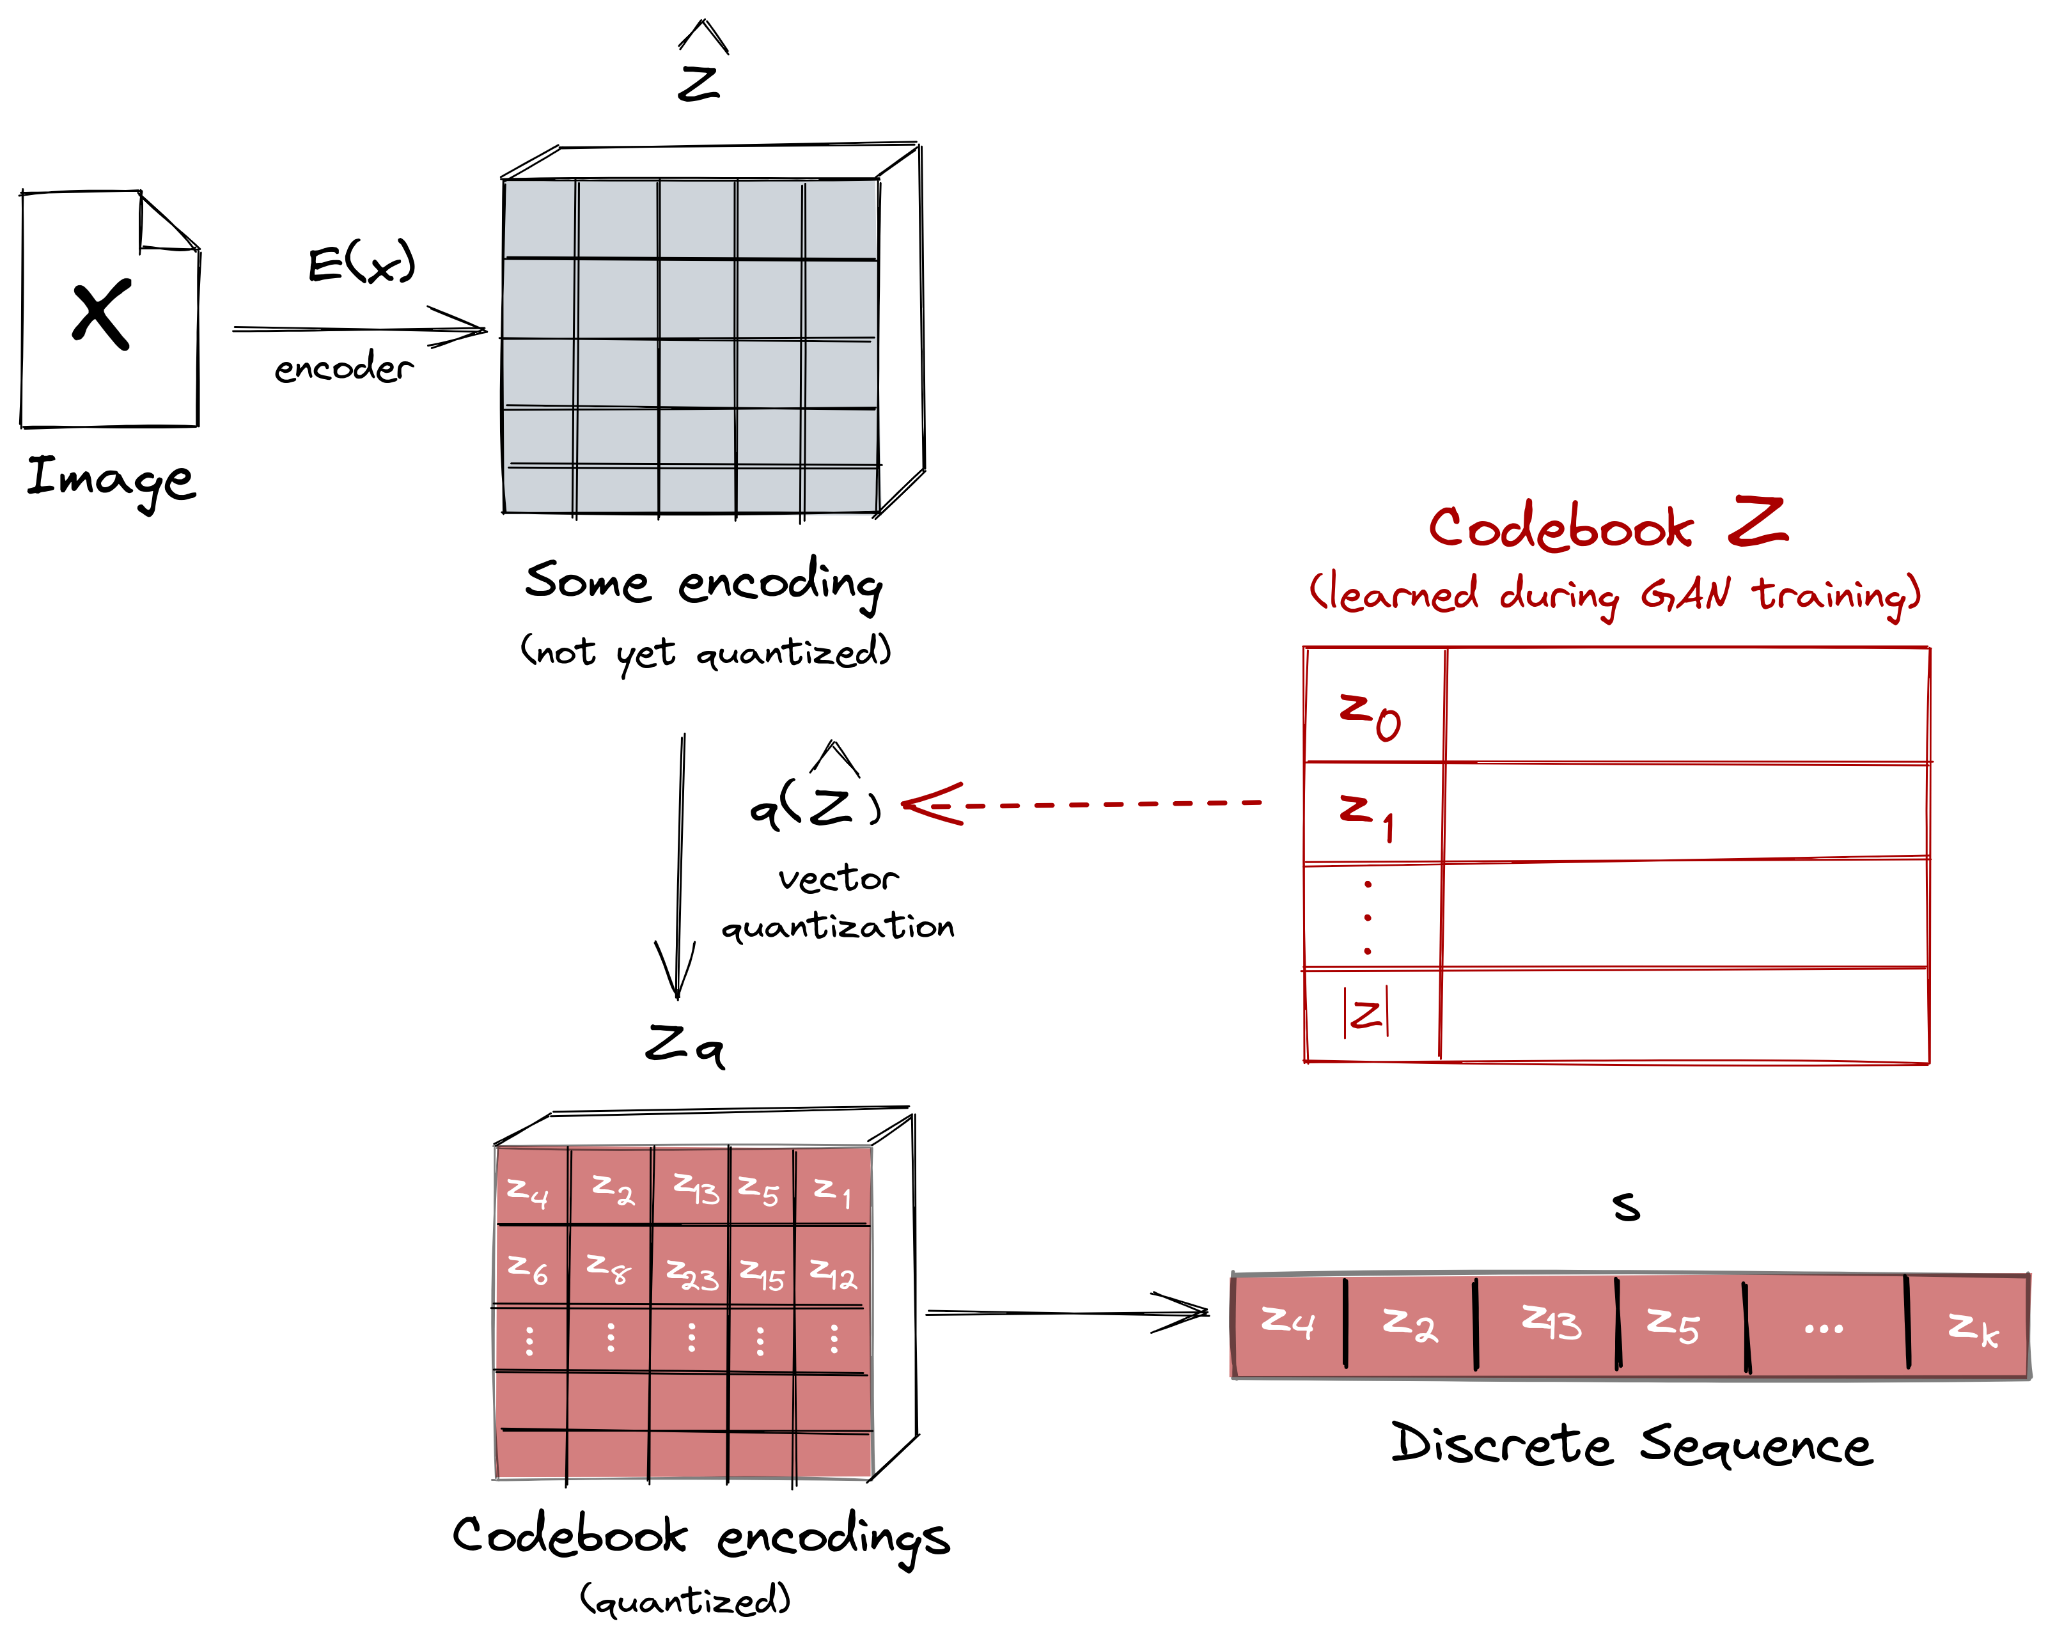 ^
z
x
E(x)
encoder
Image
Some encoding
(not yet quantized)
Codebook Z
(learned during GAN training)
z0
z1
.
.
.
|Z|
^
q(z)
vector
quantization
zq
z4 z2 z13 z5 z1
z6 z8 z23 z15 z12
⋮ ⋮ ⋮ ⋮ ⋮
Codebook encodings
(quantized)
s
z4 z2 z13 z5 ... zk
Discrete Sequence